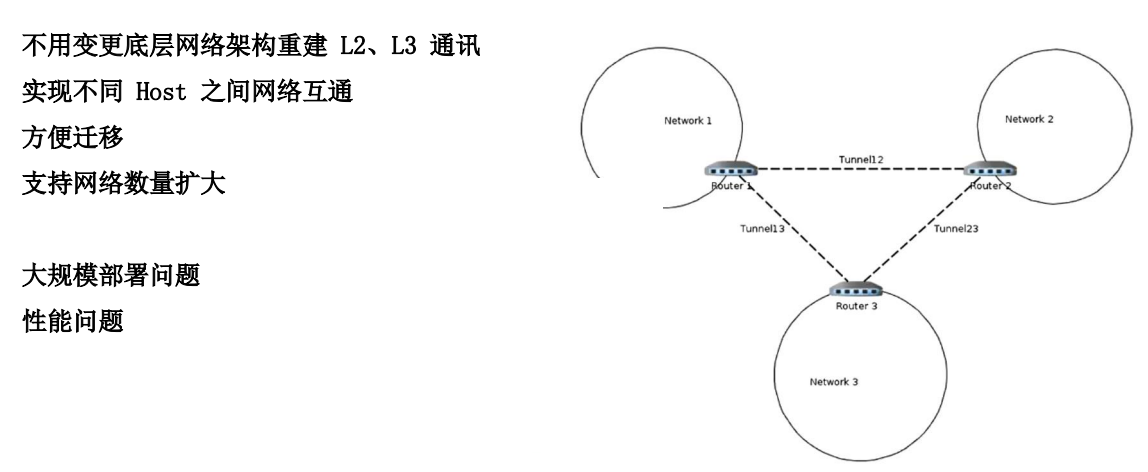 不用变更底层网络架构重建 L2、L3 通讯
实现不同 Host 之间网络互通
方便迁移
支持网络数量扩大
大规模部署问题
性能问题
Network 1
Network 2
Tunnel12
Router 1
Router 2
Tunnel13
Tunnel23
Router 3
Network 3